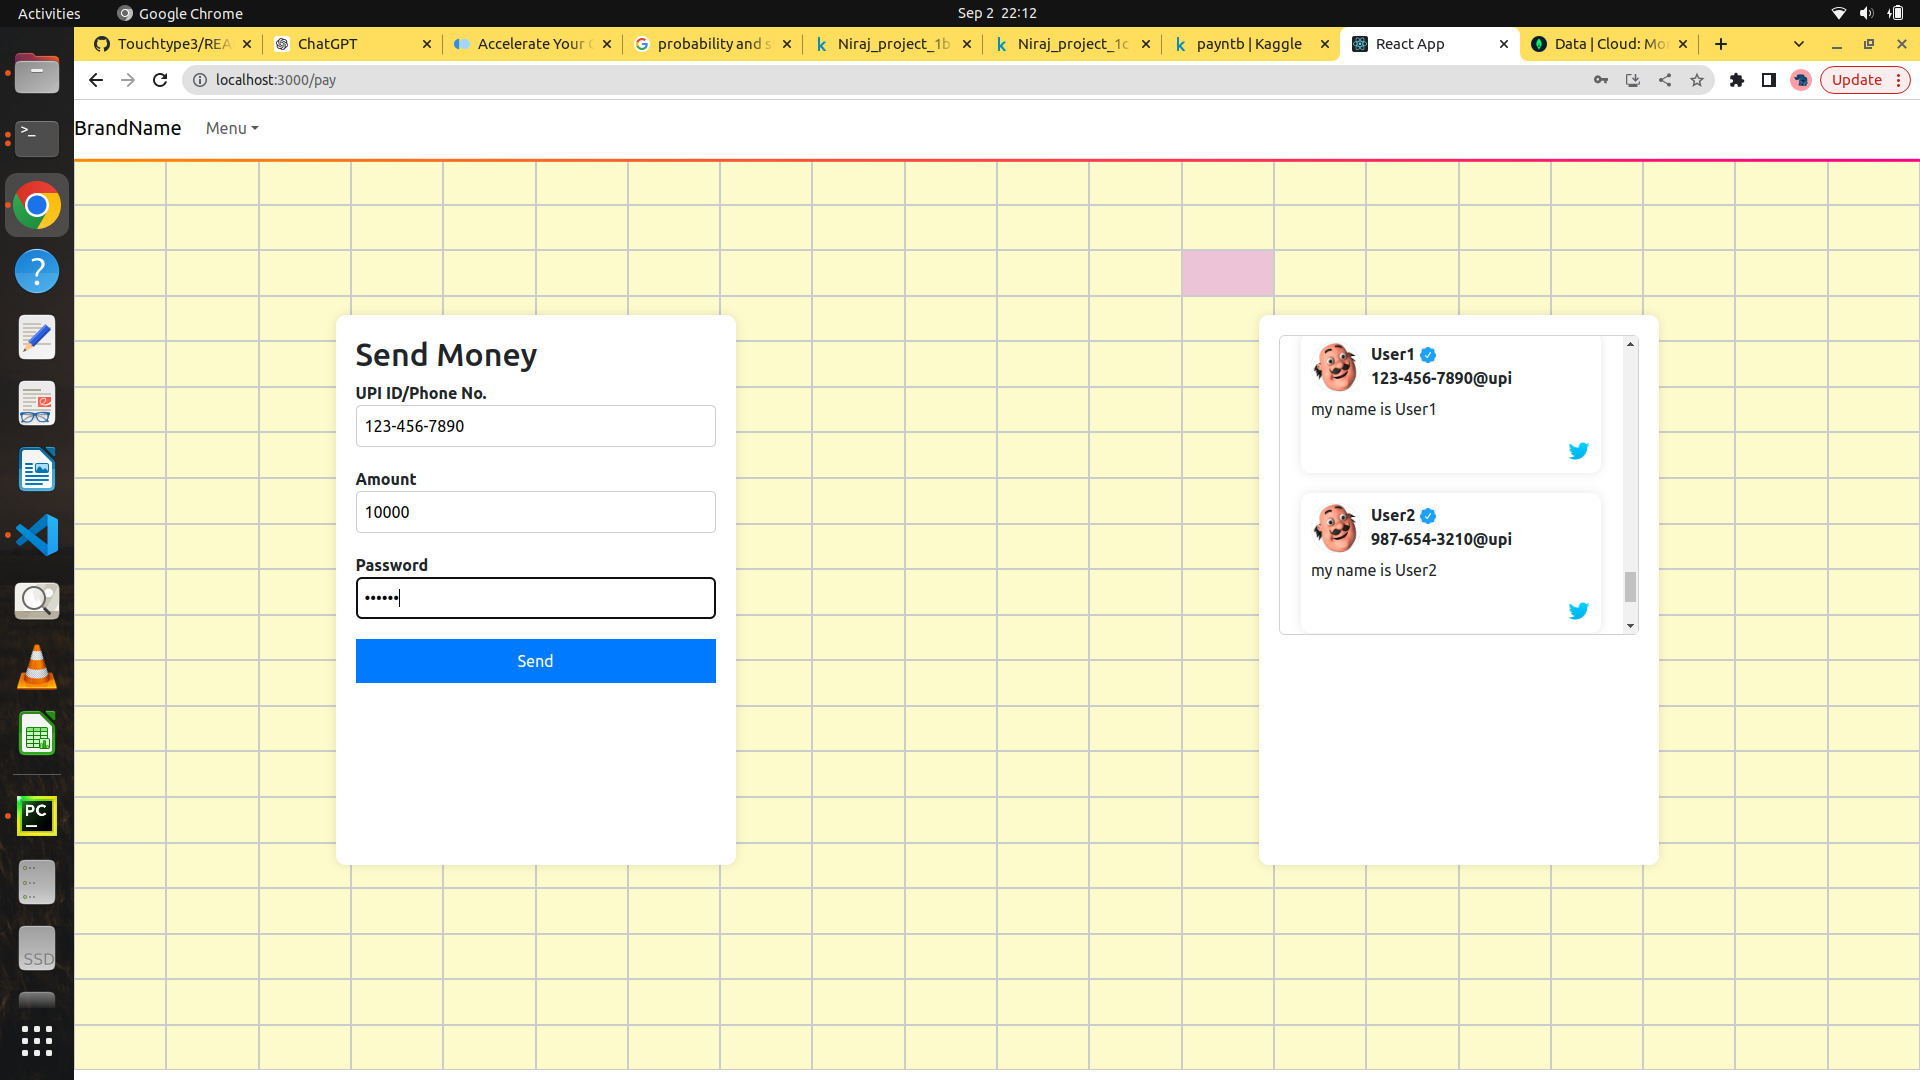 Activities
Google Chrome
Sep 2 22:12
Touchtype3/REA
ChatGPT
Accelerate Your
probability and s
Niraj_project_1b
Niraj_project_1c
payntb | Kaggle
React App
Data | Cloud: Mo
localhost:3000/pay
Update
BrandName
Menu
Send Money
UPI ID/Phone No.
123-456-7890
Amount
10000
Password
••••••
Send
User1
123-456-7890@upi
my name is User1
User2
987-654-3210@upi
my name is User2
PC
SSD